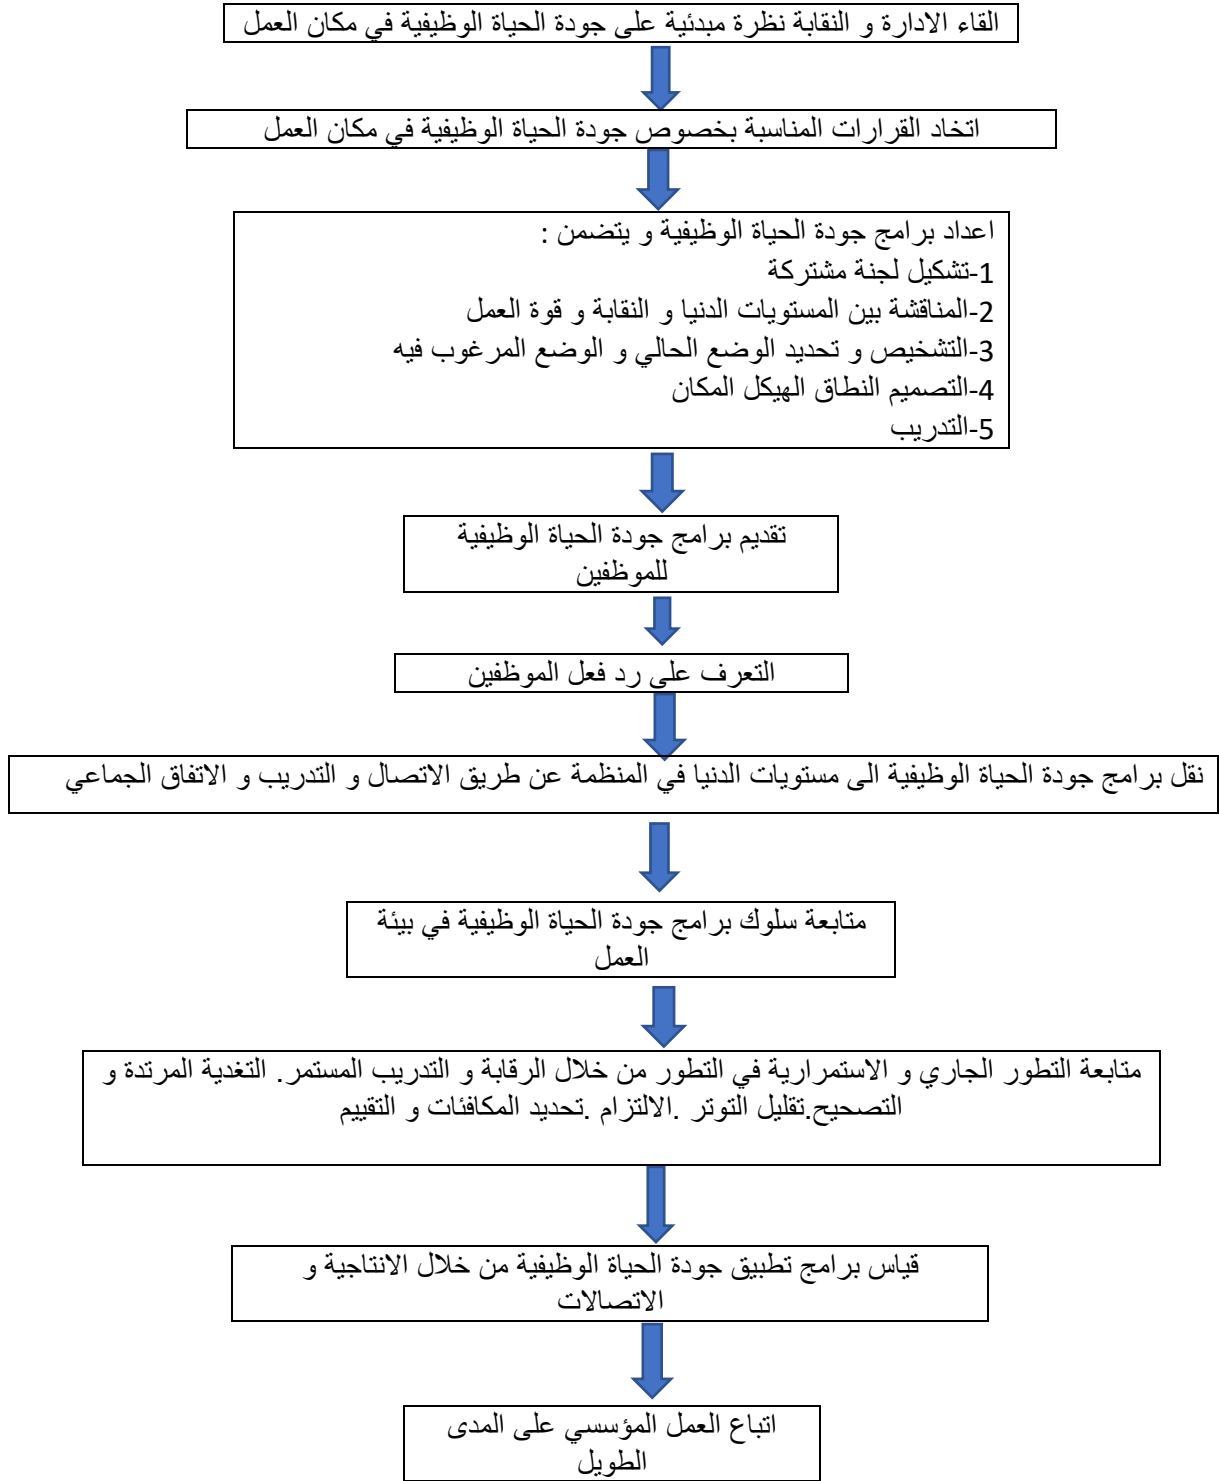 القاء الادارة و النقابة نظرة مبدئية على جودة الحياة الوظيفية في مكان العمل
اتخاد القرارات المناسبة بخصوص جودة الحياة الوظيفية في مكان العمل
اعداد برامج جودة الحياة الوظيفية و يتضمن :
1-تشكيل لجنة مشتركة
2-المناقشة بين المستويات الدنيا و النقابة و قوة العمل
3-التشخيص و تحديد الوضع الحالي و الوضع المرغوب فيه
4-التصميم النطاق الهيكل المكان
5-التدريب
تقديم برامج جودة الحياة الوظيفية
للموظفين
التعرف على رد فعل الموظفين
نقل برامج جودة الحياة الوظيفية الى مستويات الدنيا في المنظمة عن طريق الاتصال و التدريب و الاتفاق الجماعي
متابعة سلوك برامج جودة الحياة الوظيفية في بيئة
العمل
متابعة التطور الجاري و الاستمرارية في التطور من خلال الرقابة و التدريب المستمر. التغدية المرتدة و
التصحيح.تقليل التوتر .الالتزام .تحديد المكافئات و التقييم
قياس برامج تطبيق جودة الحياة الوظيفية من خلال الانتاجية و
الاتصالات
اتباع العمل المؤسسي على المدى
الطويل